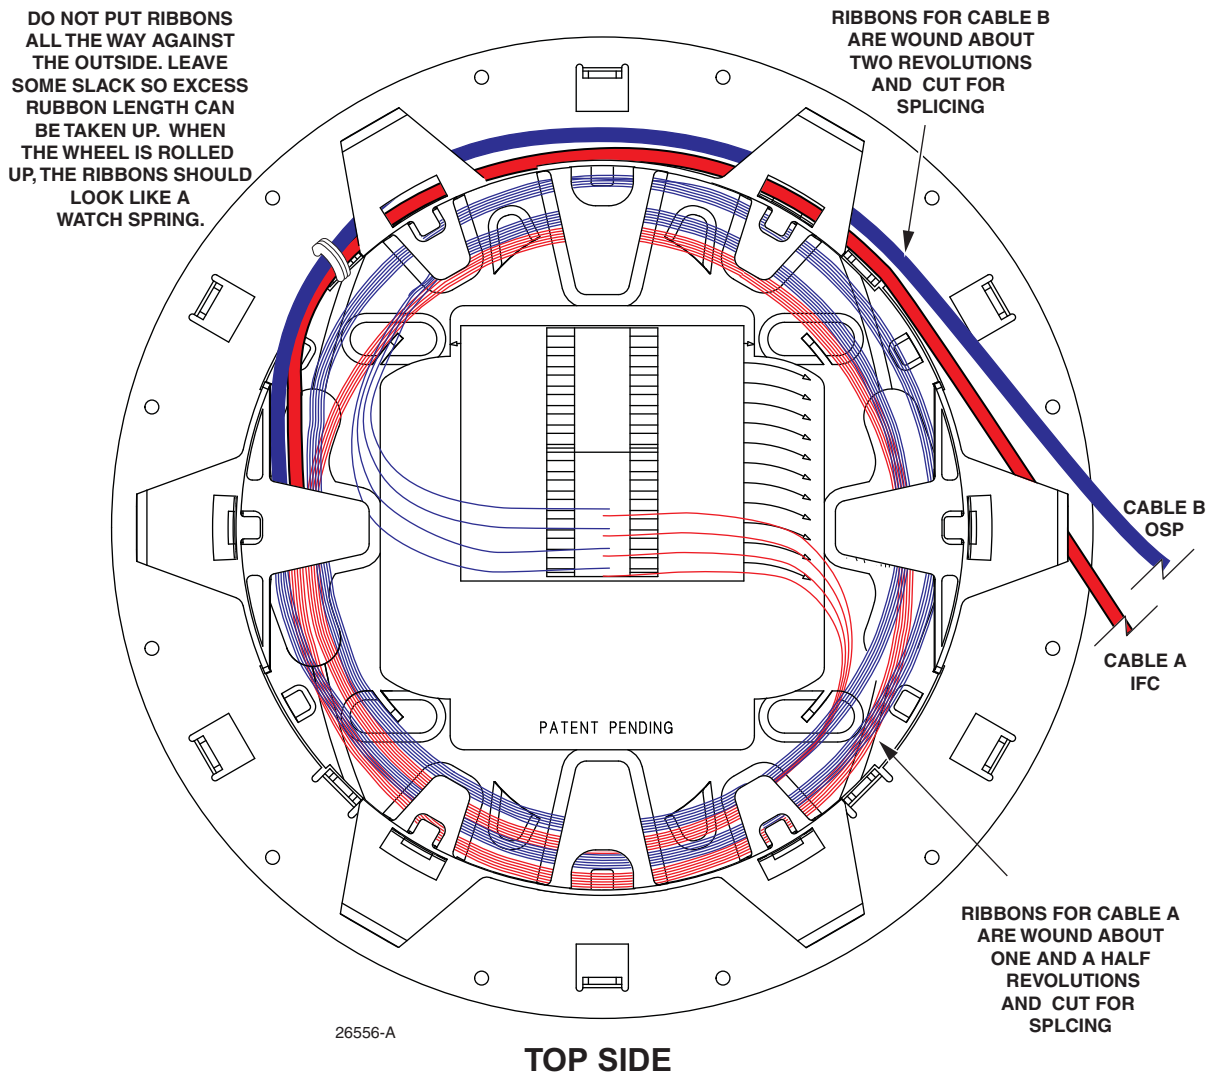 DO NOT PUT RIBBONS
ALL THE WAY AGAINST
THE OUTSIDE. LEAVE
SOME SLACK SO EXCESS
RUBBON LENGTH CAN
BE TAKEN UP. WHEN
THE WHEEL IS ROLLED
UP, THE RIBBONS SHOULD
LOOK LIKE A
WATCH SPRING.
RIBBONS FOR CABLE B
ARE WOUND ABOUT
TWO REVOLUTIONS
AND CUT FOR
SPLICING
CABLE B
OSP
CABLE A
IFC
PATENT PENDING
RIBBONS FOR CABLE A
ARE WOUND ABOUT
ONE AND A HALF
REVOLUTIONS
AND CUT FOR
SPLCING
26556-A
TOP SIDE